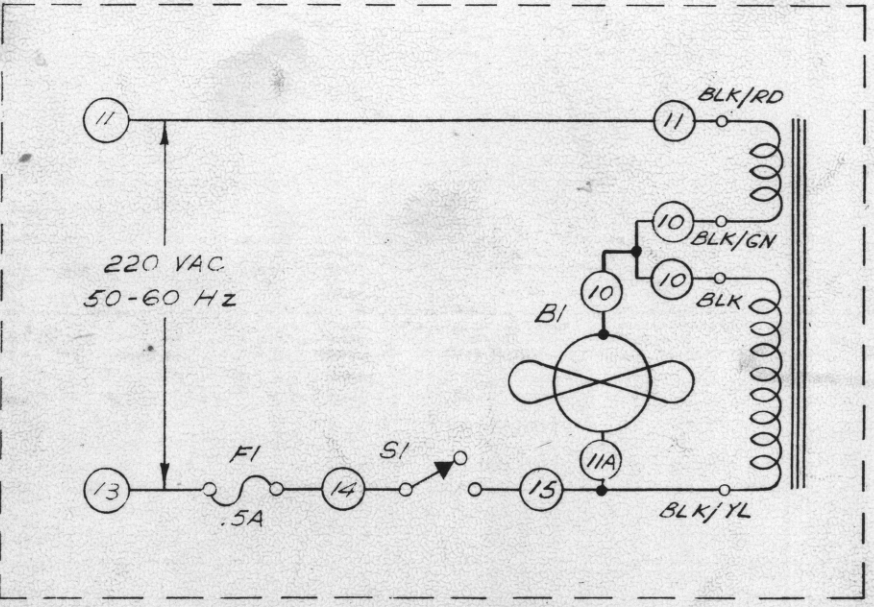 BLK/RD
11
11
10
BLK/GN
220 VAC
50-60 Hz
10
10
BLK
B1
F1
S1
11A
13
14
15
.5A
BLK/YL